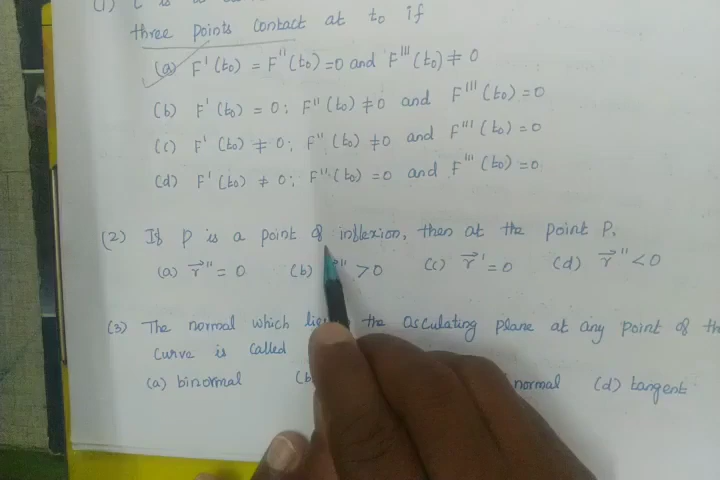 three points contact at t₀ if
(a) F'(t₀) = F''(t₀) = 0 and F'''(t₀) ≠ 0
(b) F'(t₀) = 0; F''(t₀) ≠ 0 and F'''(t₀) = 0
(c) F'(t₀) ≠ 0; F''(t₀) ≠ 0 and F'''(t₀) = 0
(d) F'(t₀) ≠ 0; F''(t₀) = 0 and F'''(t₀) = 0
(2) If P is a point of inflexion, then at the point P.
(a) r⃗'' = 0 (b) '' > 0 (c) r⃗' = 0 (d) r⃗'' < 0
(3) The normal which lies the osculating plane at any point of the
curve is called
(a) binormal (b) normal (d) tangent